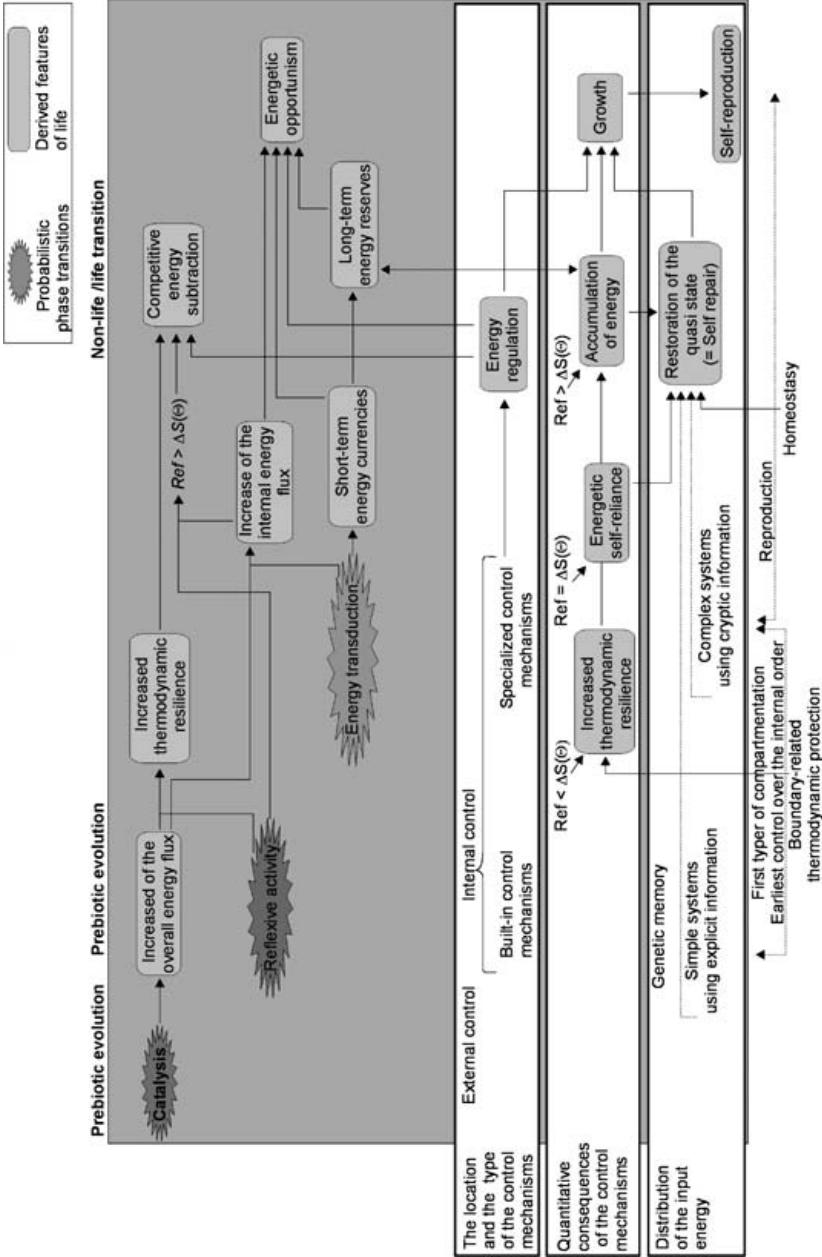 Probabilistic
phase transitions
Derived features
of life
Prebiotic evolution
Prebiotic evolution
Non-life /life transition
Catalysis
Increased of the
overall energy flux
Increased
thermodynamic
resilience
Competitive
energy
subtraction
Ref > ΔS(Θ)
Reflexive activity
Increase of the
internal energy
flux
Energetic
opportunism
Energy transduction
Short-term
energy currencies
Long-term
energy reserves
The location
and the type
of the control
mechanisms
External control
Internal control
Built-in control
mechanisms
Specialized control
mechanisms
Energy
regulation
Quantitative
consequences
of the control
mechanisms
Ref < ΔS(Θ)
Ref = ΔS(Θ)
Ref > ΔS(Θ)
Increased
thermodynamic
resilience
Energetic
self-reliance
Accumulation
of energy
Growth
Distribution
of the input
energy
Genetic memory
Simple systems
using explicit information
Complex systems
using cryptic information
Restoration of the
quasi state
(= Self repair)
Self-reproduction
First typer of compartmentation
Earliest control over the internal order
Boundary-related
thermodynamic protection
Reproduction
Homeostasy